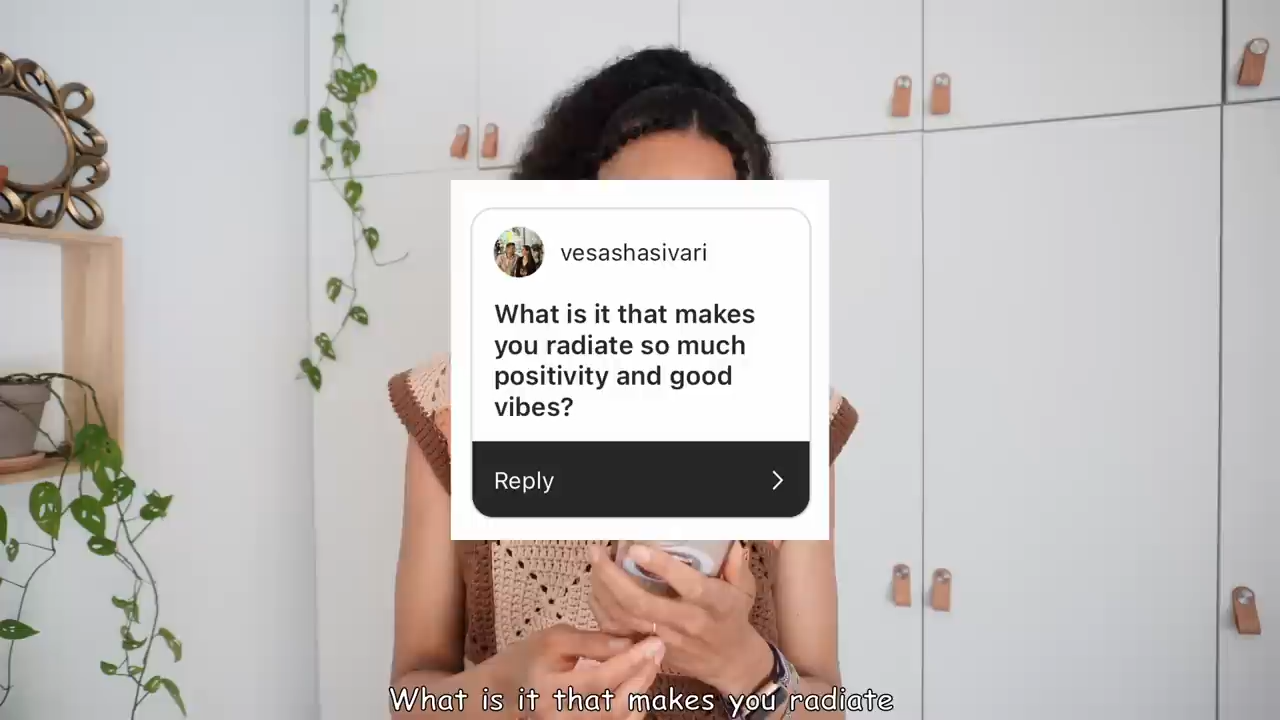 vesashasivari
What is it that makes
you radiate so much
positivity and good
vibes?
Reply
What is it that makes you radiate